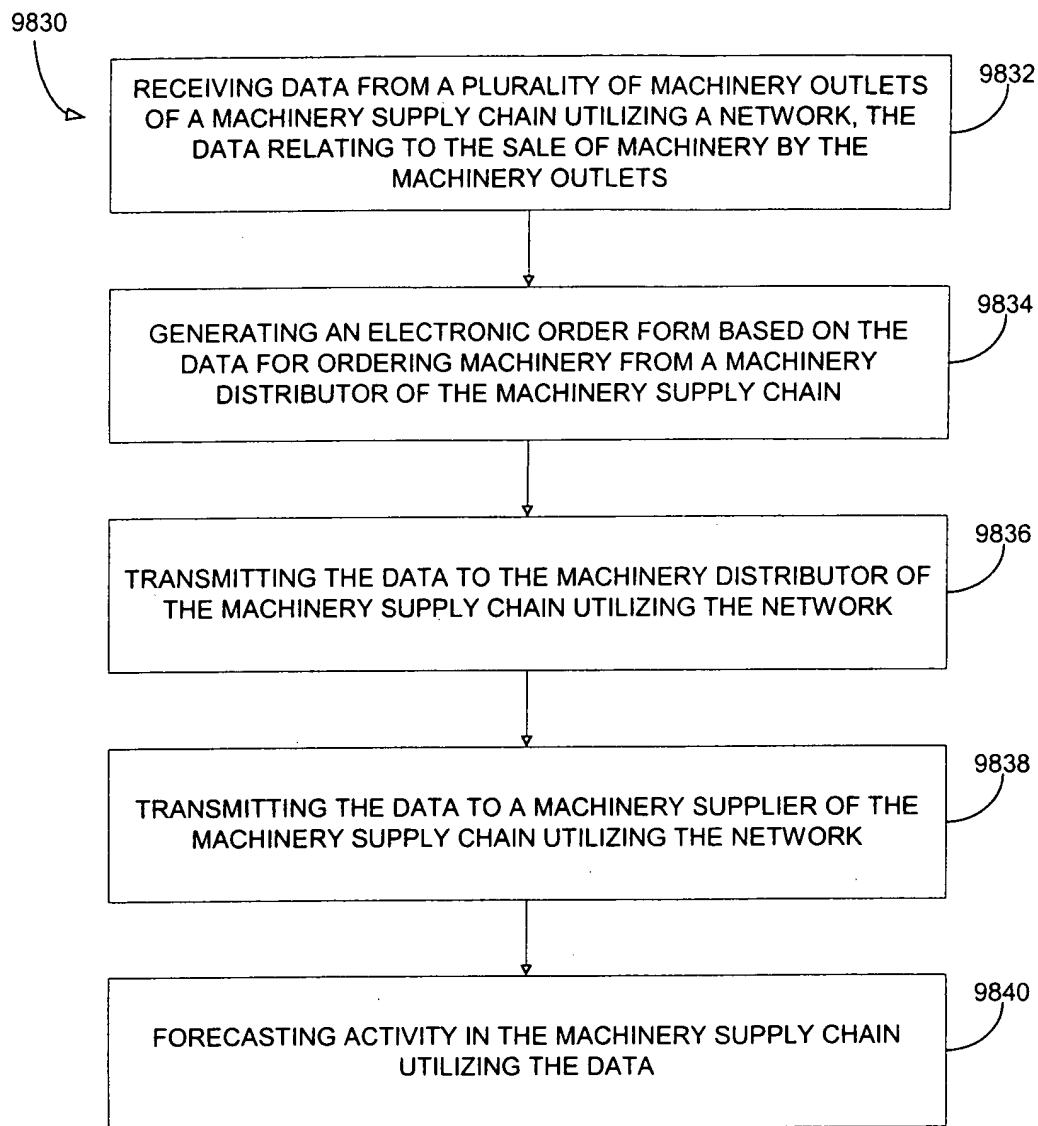 9830
RECEIVING DATA FROM A PLURALITY OF MACHINERY OUTLETS
OF A MACHINERY SUPPLY CHAIN UTILIZING A NETWORK, THE
DATA RELATING TO THE SALE OF MACHINERY BY THE
MACHINERY OUTLETS
9832
GENERATING AN ELECTRONIC ORDER FORM BASED ON THE
DATA FOR ORDERING MACHINERY FROM A MACHINERY
DISTRIBUTOR OF THE MACHINERY SUPPLY CHAIN
9834
TRANSMITTING THE DATA TO THE MACHINERY DISTRIBUTOR OF
THE MACHINERY SUPPLY CHAIN UTILIZING THE NETWORK
9836
TRANSMITTING THE DATA TO A MACHINERY SUPPLIER OF THE
MACHINERY SUPPLY CHAIN UTILIZING THE NETWORK
9838
FORECASTING ACTIVITY IN THE MACHINERY SUPPLY CHAIN
UTILIZING THE DATA
9840